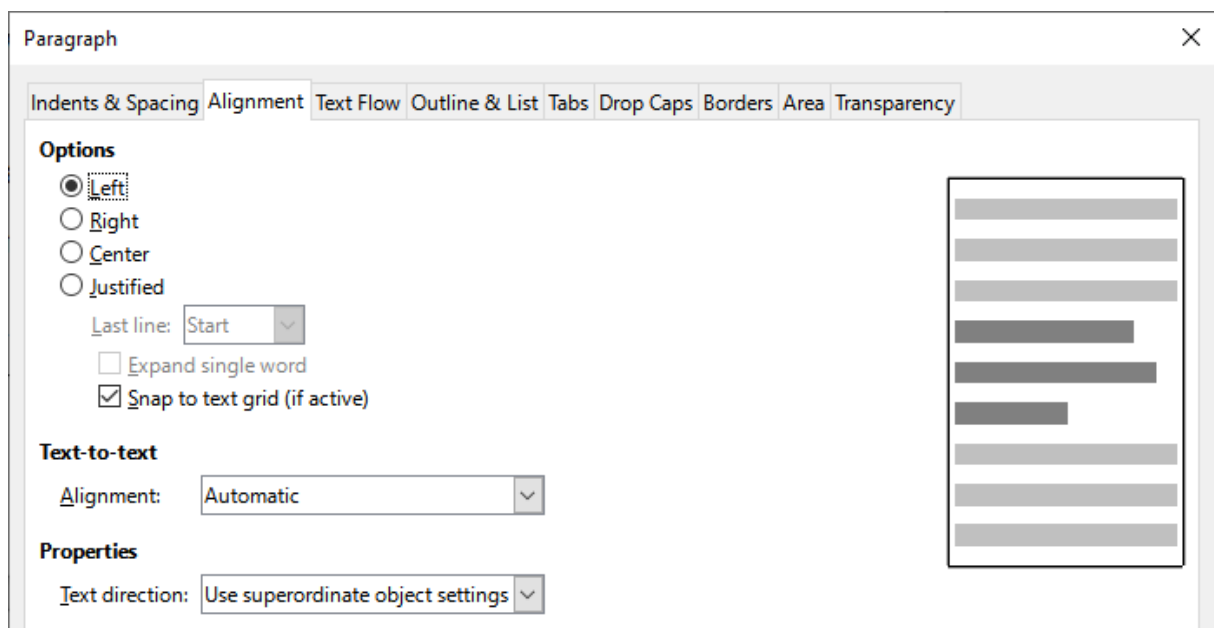 Paragraph
Indents & Spacing Alignment Text Flow Outline & List Tabs Drop Caps Borders Area Transparency
Options
Left
Right
Center
Justified
Last line: Start
Expand single word
Snap to text grid (if active)
Text-to-text
Alignment: Automatic
Properties
Text direction: Use superordinate object settings